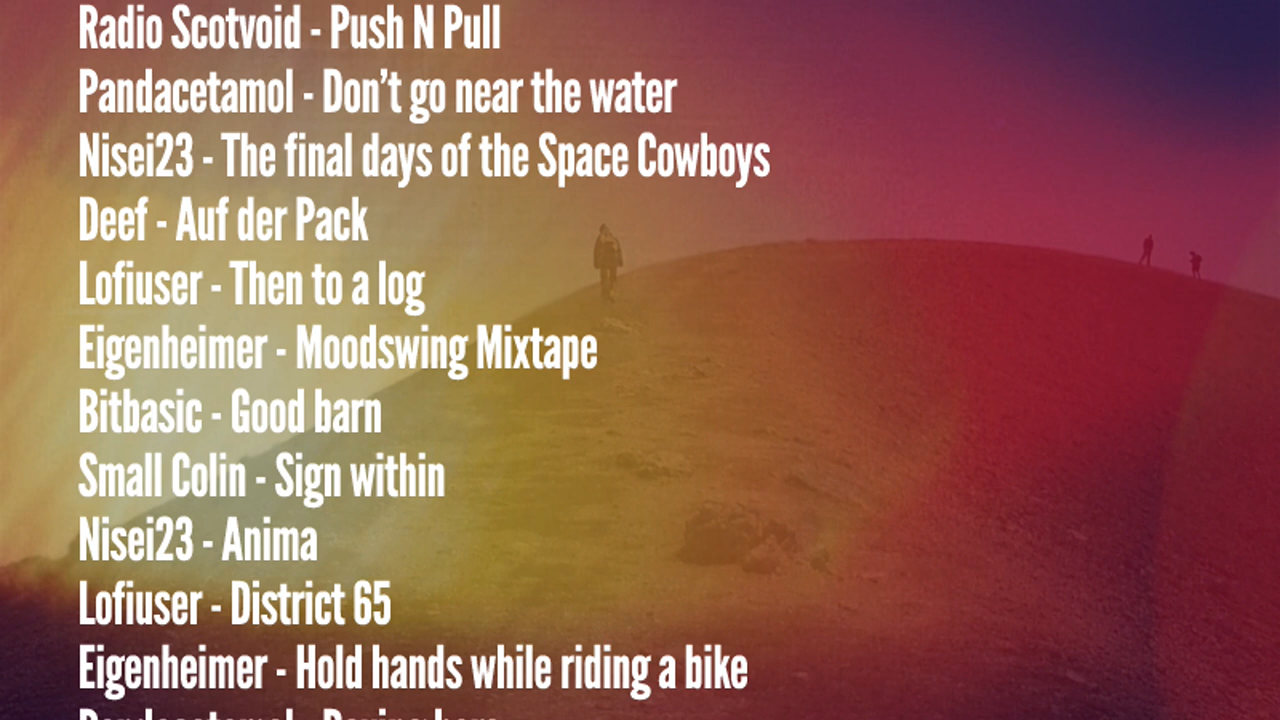 Radio Scotvoid - Push N Pull
Pandacetamol - Don't go near the water
Nisei23 - The final days of the Space Cowboys
Deef - Auf der Pack
Lofiuser - Then to a log
Eigenheimer - Moodswing Mixtape
Bitbasic - Good barn
Small Colin - Sign within
Nisei23 - Anima
Lofiuser - District 65
Eigenheimer - Hold hands while riding a bike
Pandacetamol -